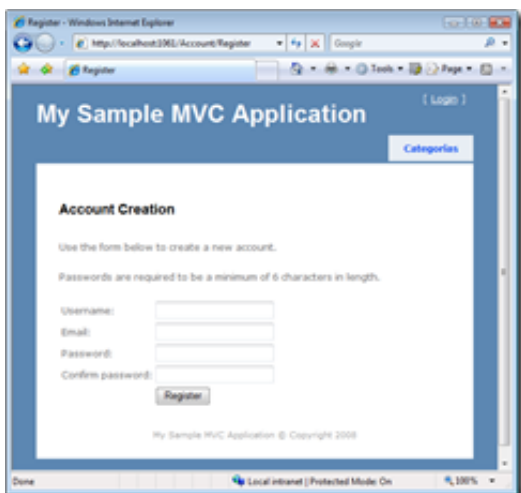 Register - Windows Internet Explorer
http://localhost:1061/Account/Register
Google
Register
Tools
Page
[ Login ]
My Sample MVC Application
Categorias
Account Creation
Use the form below to create a new account.
Passwords are required to be a minimum of 6 characters in length.
Username:
Email:
Password:
Confirm password:
Register
My Sample MVC Application © Copyright 2008
Done
Local intranet | Protected Mode: On
100%